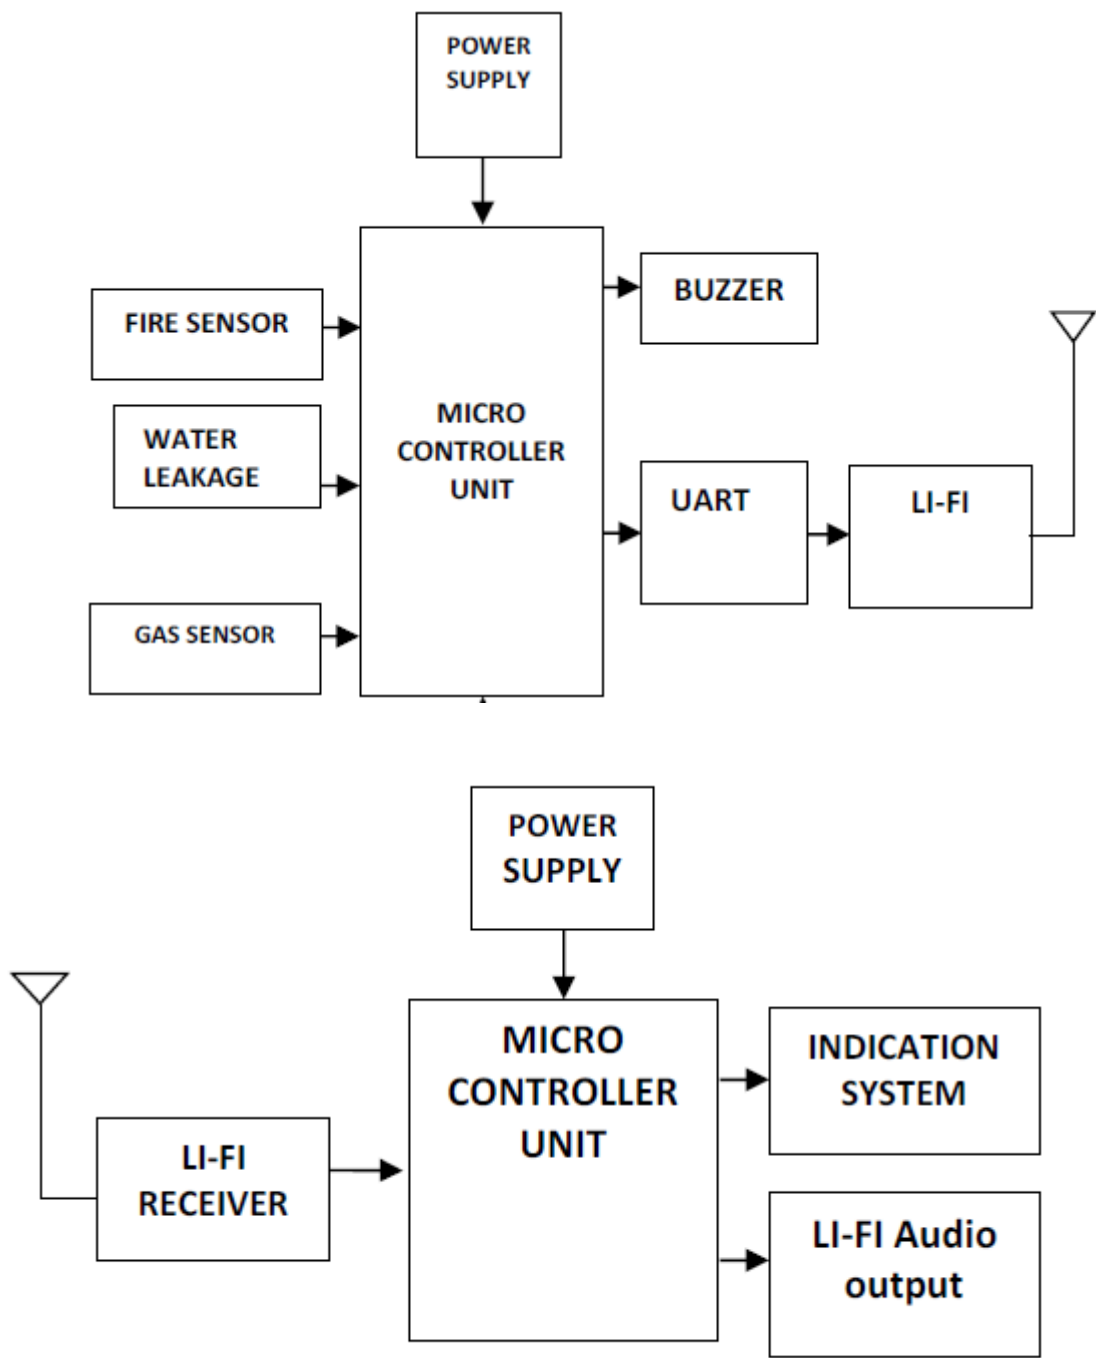 POWER
SUPPLY
BUZZER
FIRE SENSOR
MICRO
CONTROLLER
UNIT
WATER
LEAKAGE
UART
LI-FI
GAS SENSOR
POWER
SUPPLY
MICRO
CONTROLLER
UNIT
INDICATION
SYSTEM
LI-FI
RECEIVER
LI-FI Audio
output